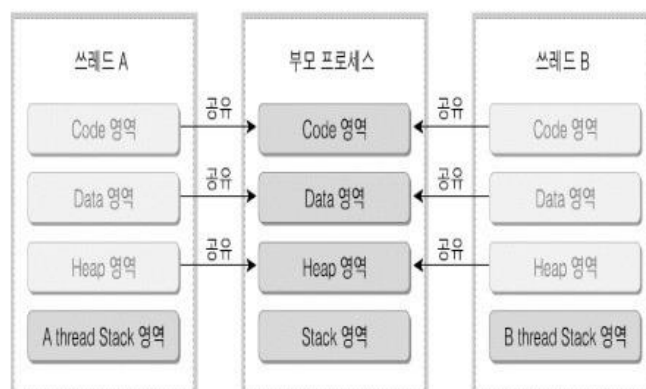 쓰레드 A
부모 프로세스
쓰레드 B
공유
공유
Code 영역
Code 영역
Code 영역
공유
공유
Data 영역
Data 영역
Data 영역
공유
공유
Heap 영역
Heap 영역
Heap 영역
A thread Stack 영역
Stack 영역
B thread Stack 영역